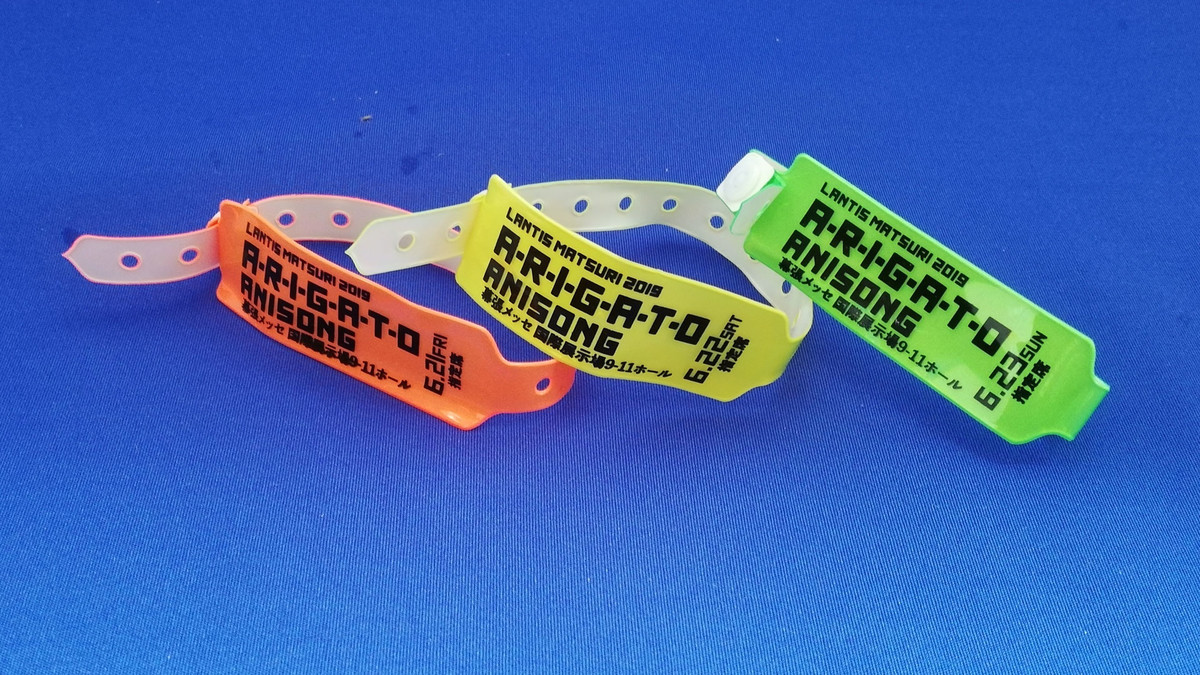 LANTIS MATSURI 2019
A-R-I-G-A-T-O
ANISONG
幕張メッセ 国際展示場9-11ホール
6.21FRI
指定席
LANTIS MATSURI 2019
A-R-I-G-A-T-O
ANISONG
幕張メッセ 国際展示場9-11ホール
6.22SAT
指定席
LANTIS MATSURI 2019
A-R-I-G-A-T-O
ANISONG
幕張メッセ 国際展示場9-11ホール
6.23SUN
指定席